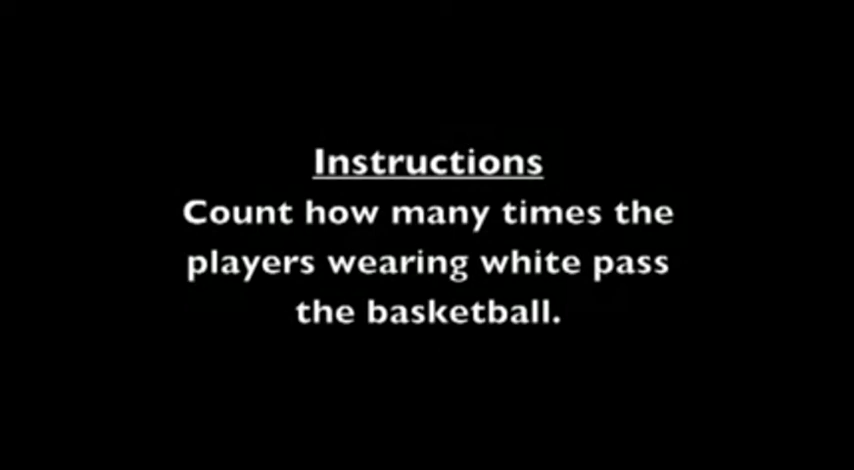 Instructions
Count how many times the
players wearing white pass
the basketball.